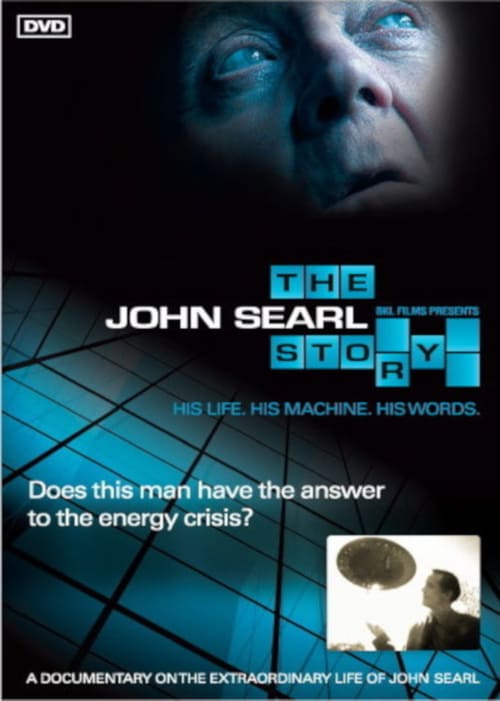 DVD
THE
JOHN SEARL
BKL FILMS PRESENTS
STORY
HIS LIFE. HIS MACHINE. HIS WORDS.
Does this man have the answer
to the energy crisis?
A DOCUMENTARY ON THE EXTRAORDINARY LIFE OF JOHN SEARL